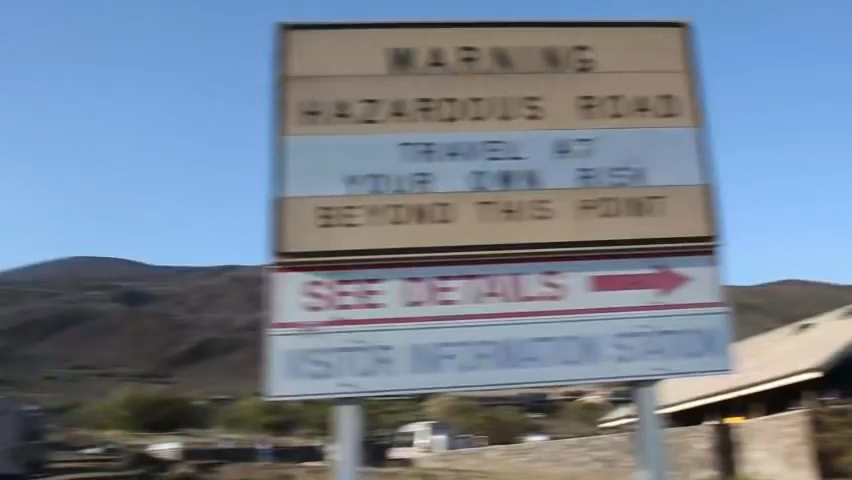 WARNING
HAZARDOUS ROAD
TRAVEL AT
YOUR OWN RISK
BEYOND THIS POINT
SEE DETAILS
VISITOR INFORMATION STATION